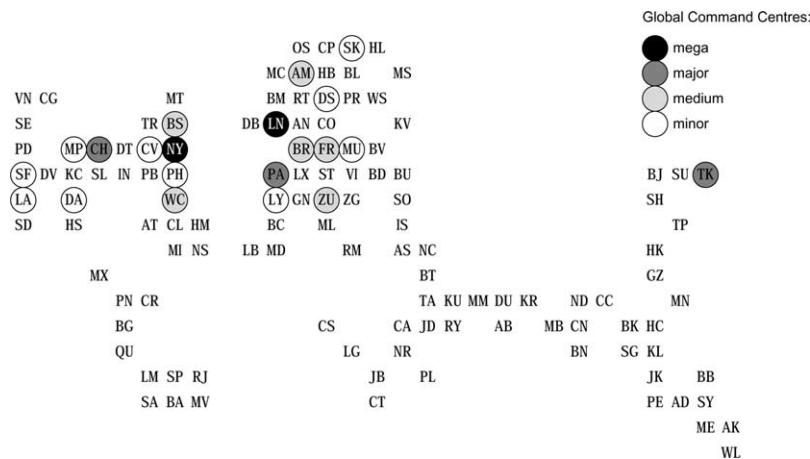 Global Command Centres:
OS CP SK HL
mega
MC AM HB BL MS
major
VN CG MT BM RT DS PR WS
medium
SE TR BS DB LN AN CO KV
minor
PD MP CH DT CV NY BR FR MU BV
SF DV KC SL IN PB PH PA LX ST VI BD BU BJ SU TK
LA DA WC LY GN ZU ZG SO SH
SD HS AT CL HM BC ML IS TP
MI NS LB MD RM AS NC HK
MX BT GZ
PN CR TA KU MM DU KR ND CC MN
BG CS CA JD RY AB MB CN BK HC
QU LG NR BN SG KL
LM SP RJ JB PL JK BB
SA BA MV CT PE AD SY
ME AK
WL